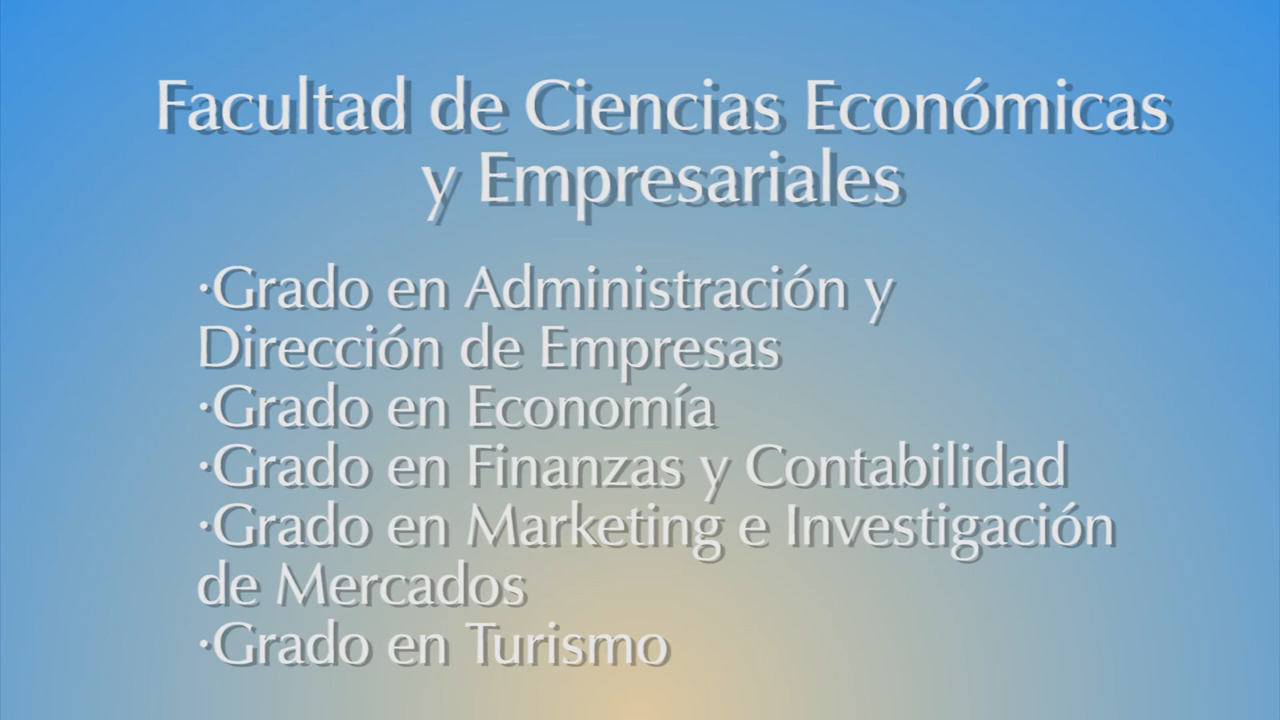 Facultad de Ciencias Económicas
y Empresariales
·Grado en Administración y
Dirección de Empresas
·Grado en Economía
·Grado en Finanzas y Contabilidad
·Grado en Marketing e Investigación
de Mercados
·Grado en Turismo